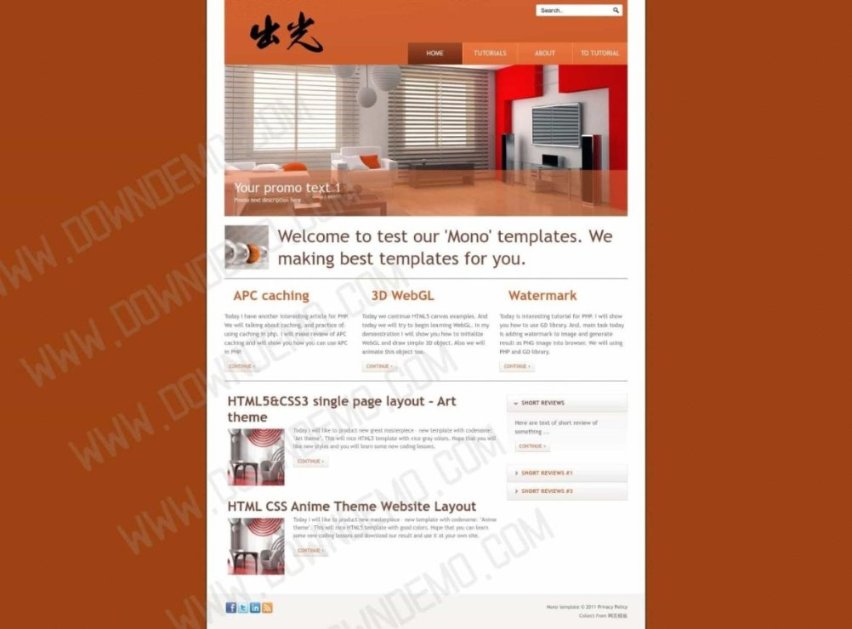 出光
Search..
HOME
TUTORIALS
ABOUT
TO TUTORIAL
Your promo text 1
Promo text description here
Welcome to test our 'Mono' templates. We
making best templates for you.
APC caching
3D WebGL
Watermark
Today I have another interesting article for PHP.
We will talking about caching, and practice of
using caching in php. I will make review of APC
caching and will show you how you can use APC
in PHP.
CONTINUE >
Today we continue HTML5 canvas examples. And
today we will try to begin learning WebGL. In my
demonstration I will show you how to initialize
WebGL and draw simple 3D object. Also we will
animate this object too.
CONTINUE >
Today is interesting tutorial for PHP. I will show
you how to use GD library. And, main task today
is adding watermark to image and generate
result as PNG image into browser. We will using
PHP and GD library.
CONTINUE >
HTML5&CSS3 single page layout - Art
theme
Today I will like to product new great masterpiece - new template with codename:
'Art theme'. This will nice HTML5 template with nice gray colors. Hope that you will
like new styles and you will learn some new coding lessons.
CONTINUE >
HTML CSS Anime Theme Website Layout
Today I will like to product new masterpiece - new template with codename: 'Anime
theme'. This will nice HTML5 template with good colors. Hope that you can learn
some new coding lessons and download our result and use it at your own site.
CONTINUE >
SHORT REVIEWS
Here are text of short review of
something ...
CONTINUE >
SHORT REVIEWS #1
SHORT REVIEWS #2
Mono template © 2011 Privacy Policy
Collect from 网页模板
WWW.DOWNDEMO.COM
WWW.DOWNDEMO.COM
WWW.DOWNDEMO.COM
WWW.DOWNDEMO.COM